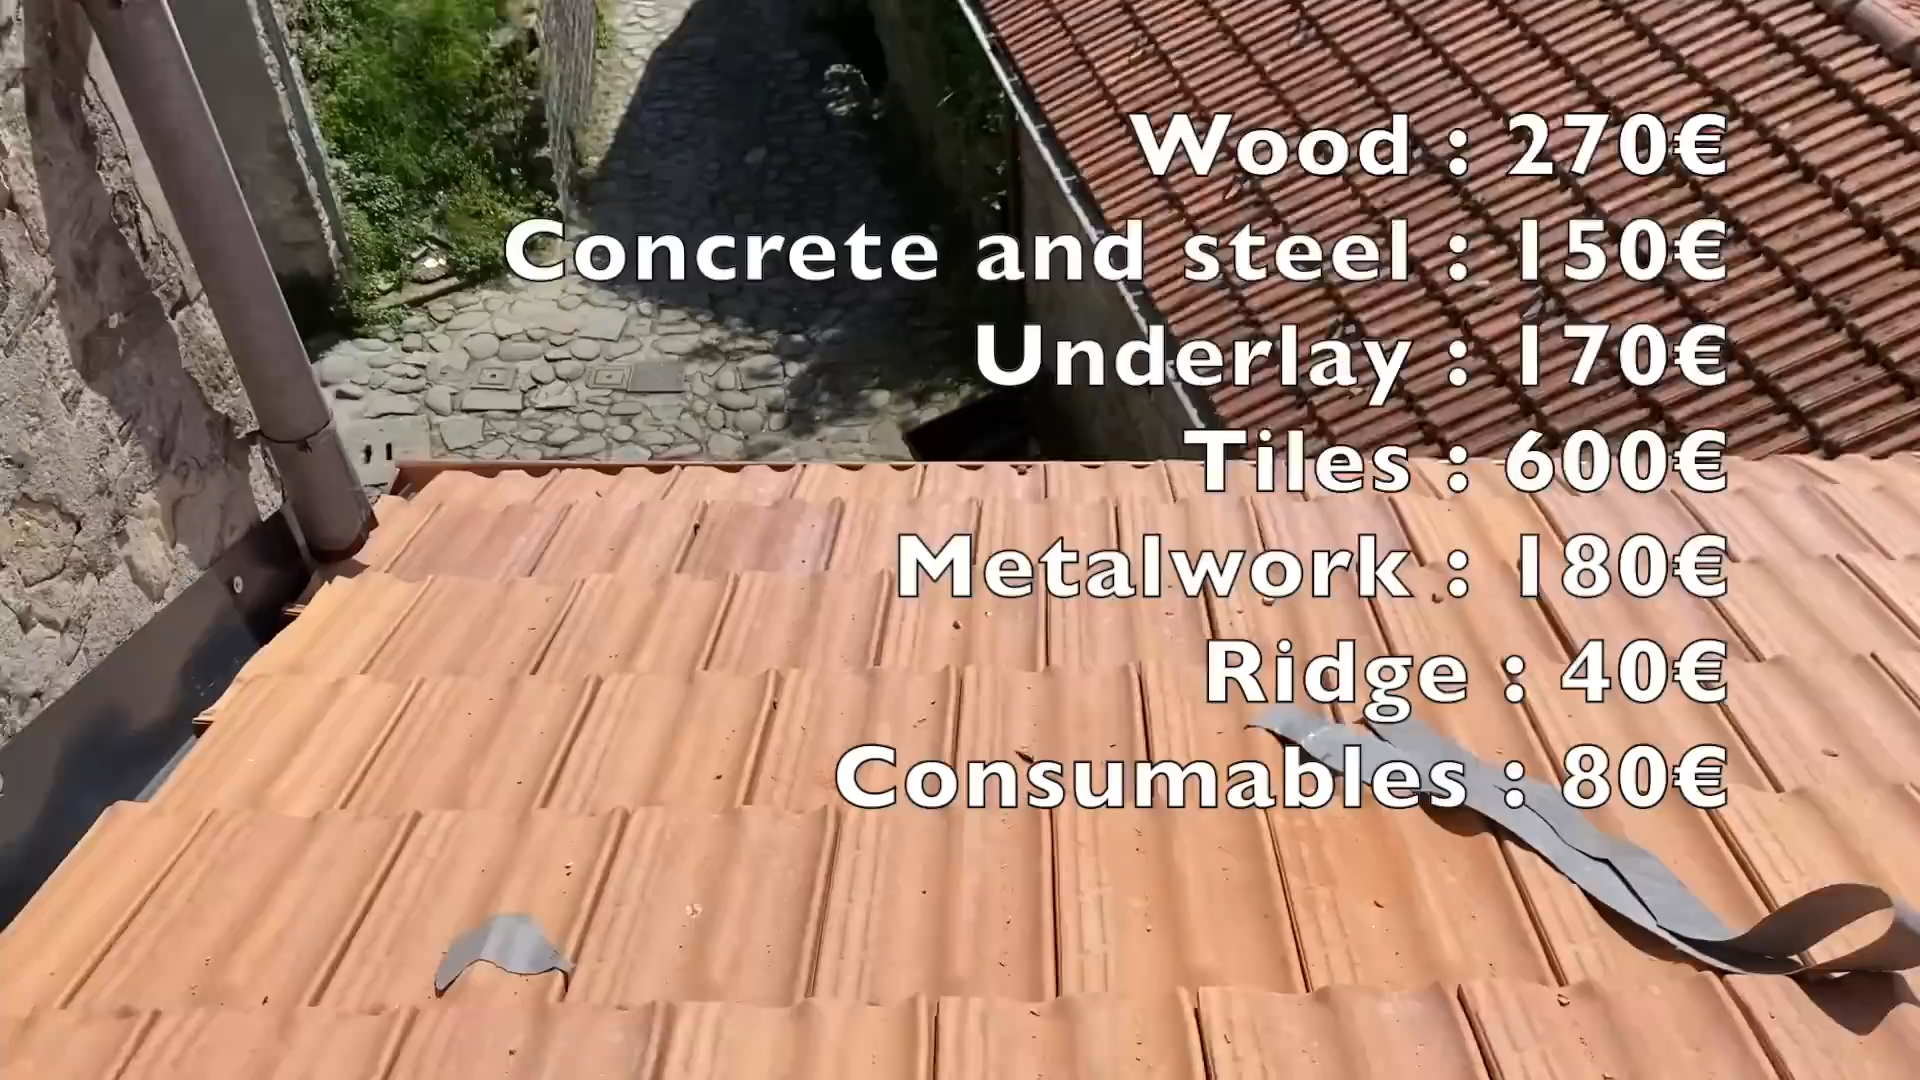 Wood : 270€
Concrete and steel : 150€
Underlay : 170€
Tiles : 600€
Metalwork : 180€
Ridge : 40€
Consumables : 80€